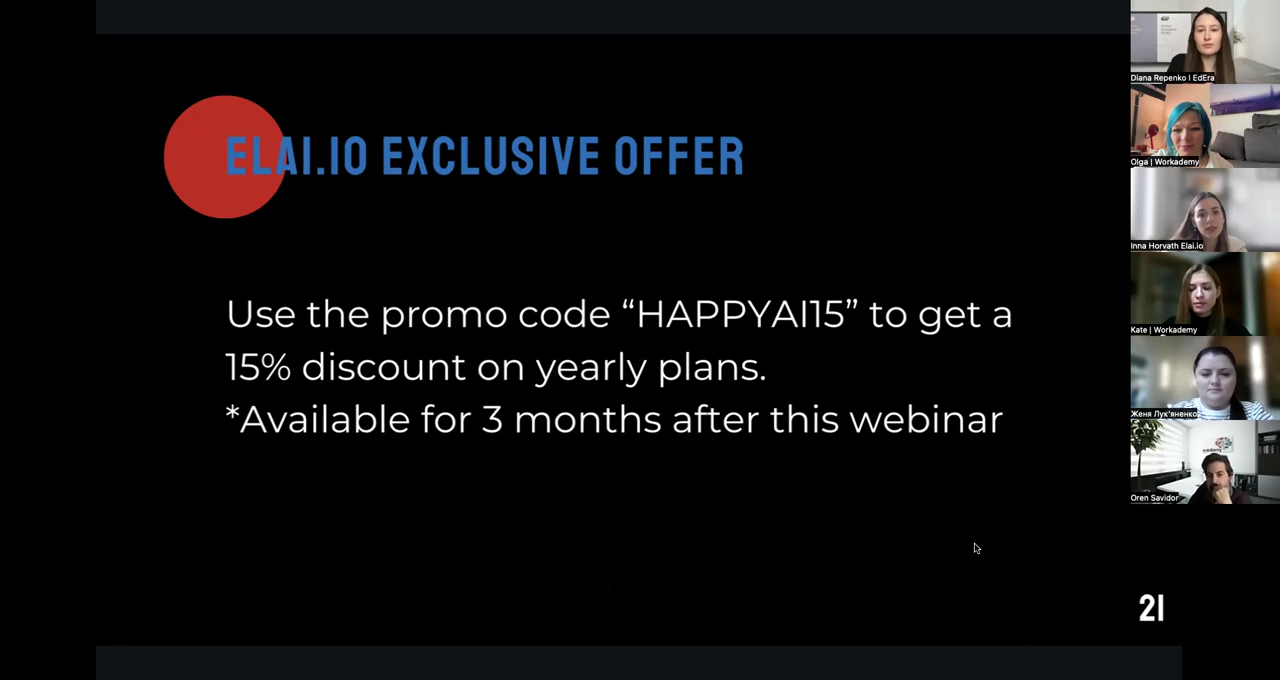 ELAI.IO EXCLUSIVE OFFER
Use the promo code “HAPPYAI15” to get a
15% discount on yearly plans.
*Available for 3 months after this webinar
21
Diana Repenko I EdEra
Olga | Workademy
Inna Horvath Elai.io
Kate | Workademy
Женя Лук'яненко
Oren Savidor